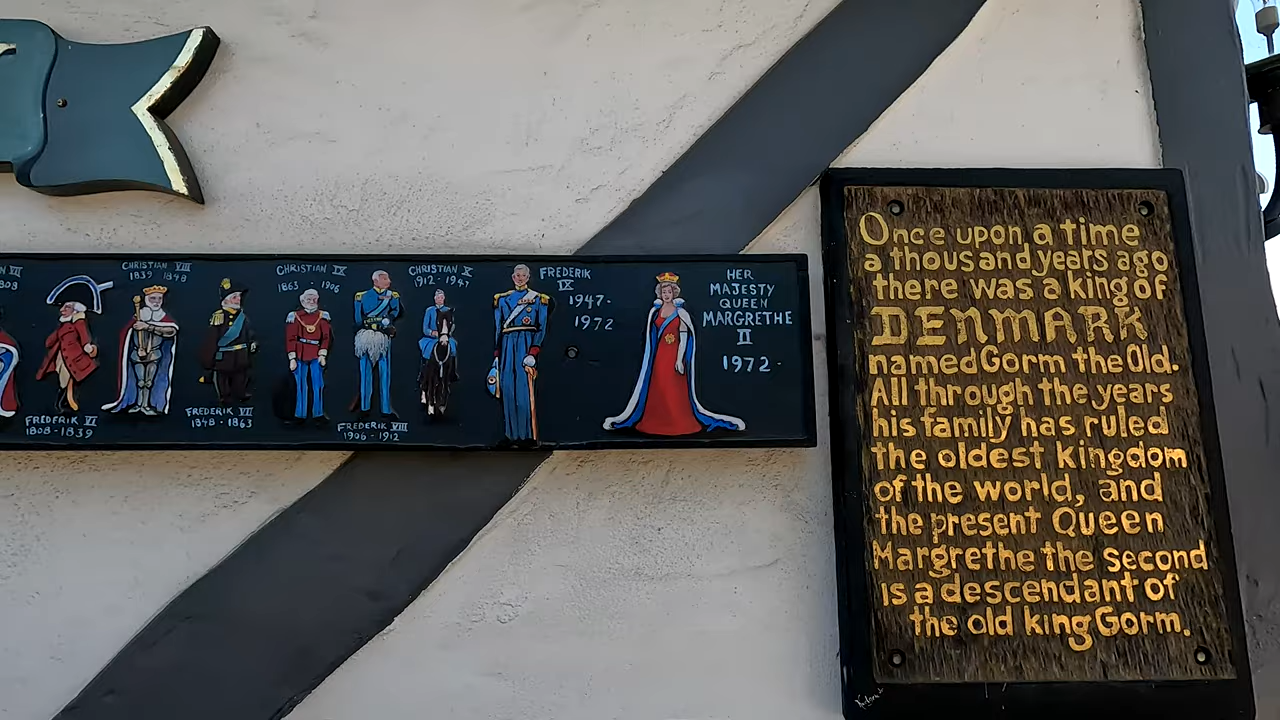 CHRISTIAN VIII
1839 1848
FREDERIK VI
1808-1839
FREDERIK VII
1848-1863
CHRISTIAN IX
1863 1906
FREDERIK VIII
1906-1912
CHRISTIAN X
1912-1947
FREDERIK
IX
1947-
1972
HER
MAJESTY
QUEEN
MARGRETHE
II
1972-
Once upon a time
a thousand years ago
there was a king of
DENMARK
named Gorm the Old.
All through the years
his family has ruled
the oldest kingdom
of the world, and
the present Queen
Margrethe the second
is a descendant of
the old king Gorm.